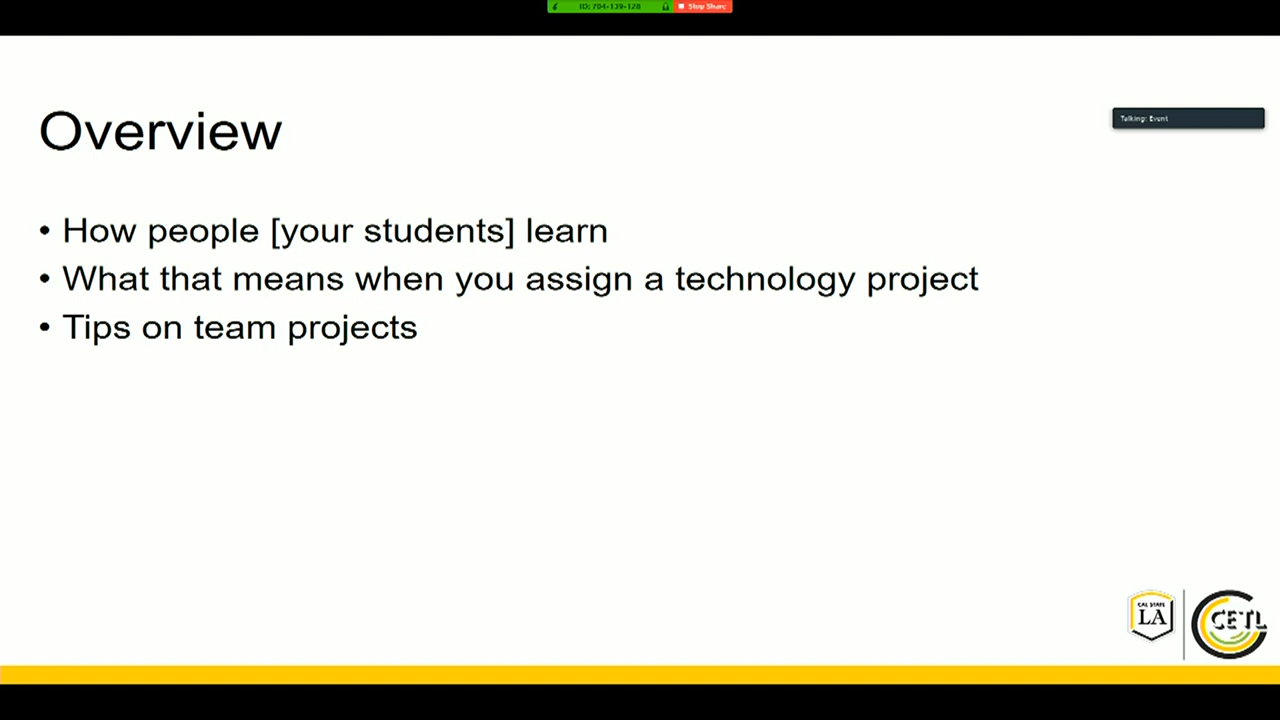 ID: 704-139-128
Stop Share
Overview
Talking: Event
• How people [your students] learn
• What that means when you assign a technology project
• Tips on team projects
CAL STATE
LA
CETL